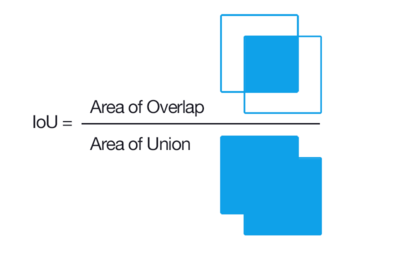 Area of Overlap
IoU =
Area of Union